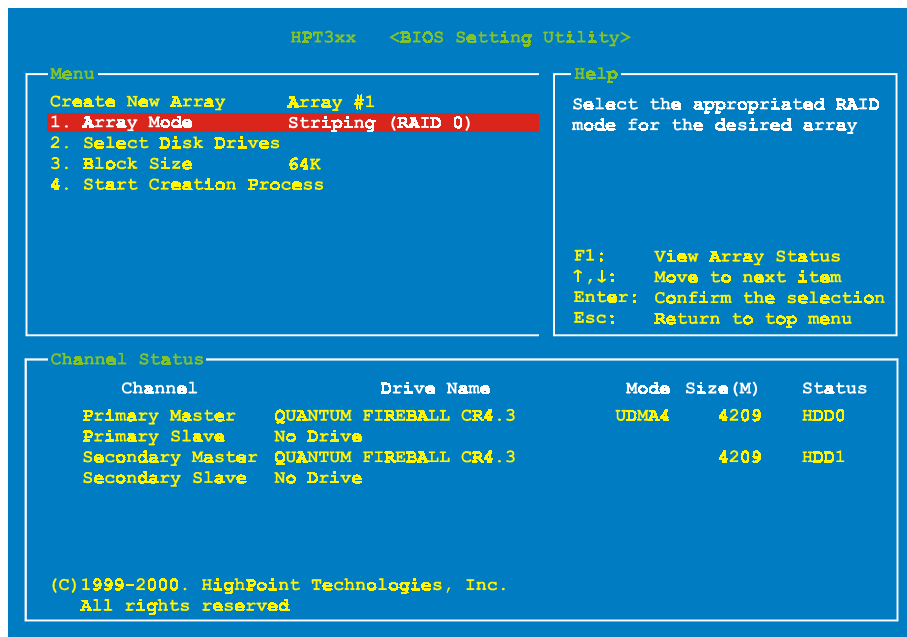 HPT3xx <BIOS Setting Utility>
Menu
Create New Array Array #1
1. Array Mode Striping (RAID 0)
2. Select Disk Drives
3. Block Size 64K
4. Start Creation Process
Help
Select the appropriated RAID
mode for the desired array
F1: View Array Status
↑,↓: Move to next item
Enter: Confirm the selection
Esc: Return to top menu
Channel Status
Channel Drive Name Mode Size(M) Status
Primary Master QUANTUM FIREBALL CR4.3 UDMA4 4209 HDD0
Primary Slave No Drive
Secondary Master QUANTUM FIREBALL CR4.3 4209 HDD1
Secondary Slave No Drive
(C)1999-2000. HighPoint Technologies, Inc.
All rights reserved